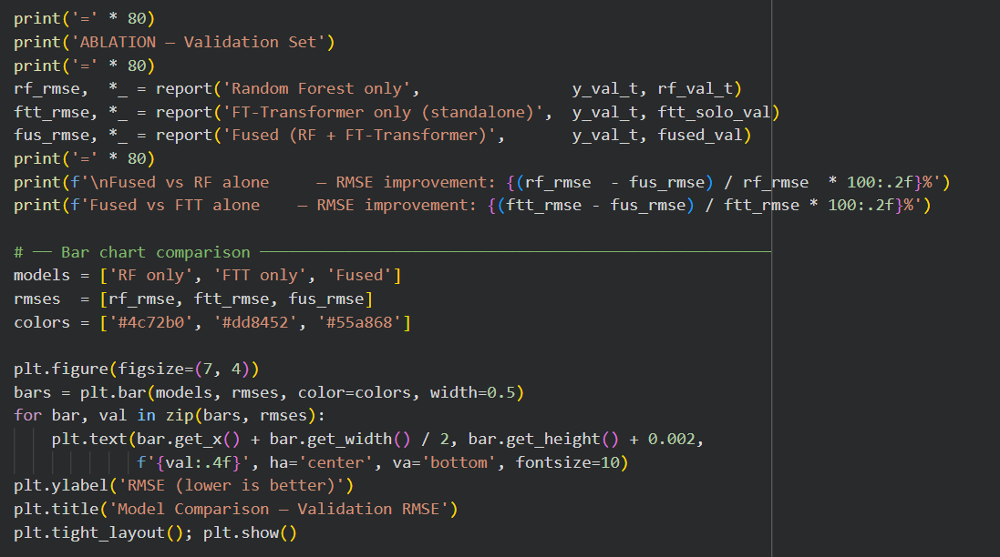 print('=' * 80)
print('ABLATION — Validation Set')
print('=' * 80)
rf_rmse,  *_ = report('Random Forest only',                y_val_t, rf_val_t)
ftt_rmse, *_ = report('FT-Transformer only (standalone)',  y_val_t, ftt_solo_val)
fus_rmse, *_ = report('Fused (RF + FT-Transformer)',       y_val_t, fused_val)
print('=' * 80)
print(f'\nFused vs RF alone     — RMSE improvement: {(rf_rmse  - fus_rmse) / rf_rmse  * 100:.2f}%')
print(f'Fused vs FTT alone    — RMSE improvement: {(ftt_rmse - fus_rmse) / ftt_rmse * 100:.2f}%')

# ── Bar chart comparison ──────────────────────────────────────────────────────
models = ['RF only', 'FTT only', 'Fused']
rmses  = [rf_rmse, ftt_rmse, fus_rmse]
colors = ['#4c72b0', '#dd8452', '#55a868']

plt.figure(figsize=(7, 4))
bars = plt.bar(models, rmses, color=colors, width=0.5)
for bar, val in zip(bars, rmses):
    plt.text(bar.get_x() + bar.get_width() / 2, bar.get_height() + 0.002,
             f'{val:.4f}', ha='center', va='bottom', fontsize=10)
plt.ylabel('RMSE (lower is better)')
plt.title('Model Comparison — Validation RMSE')
plt.tight_layout(); plt.show()